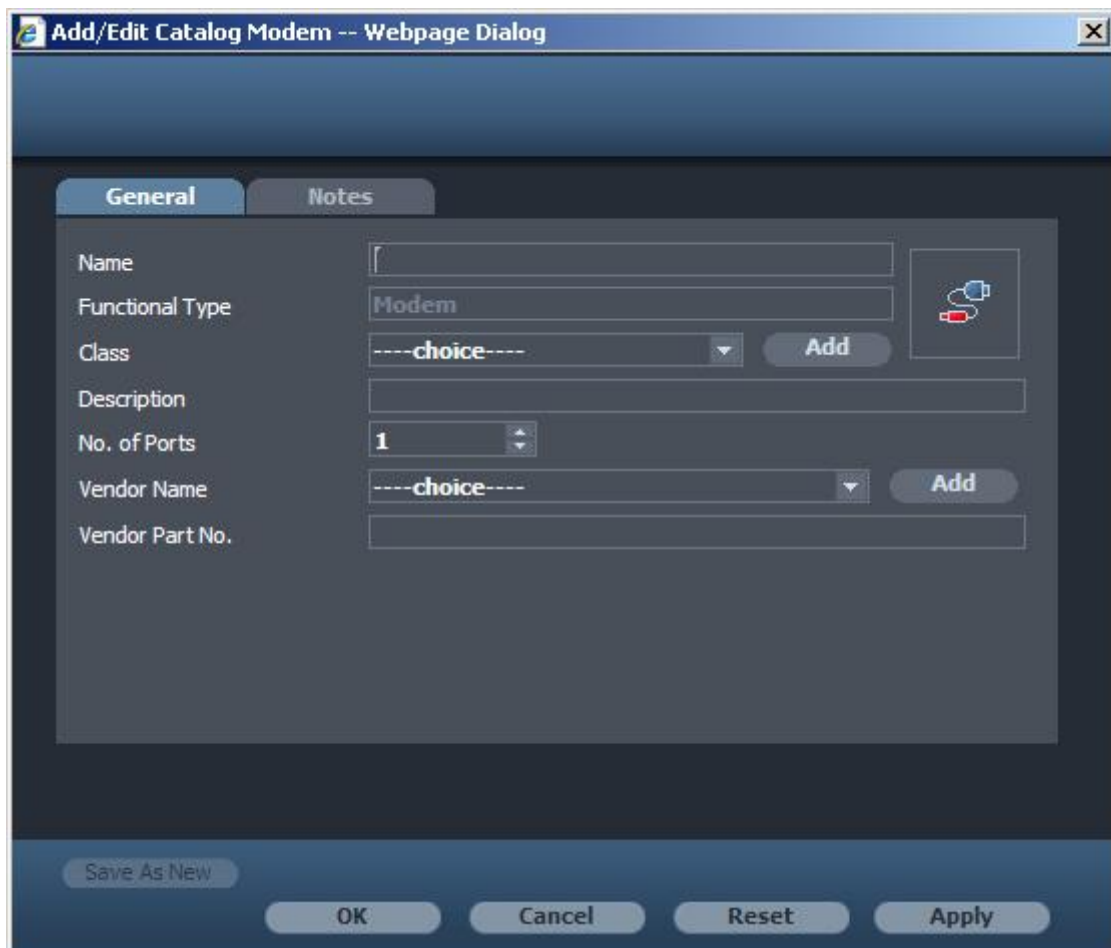 Add/Edit Catalog Modem -- Webpage Dialog
General Notes
Name
Functional Type Modem
Class ----choice---- Add
Description
No. of Ports 1
Vendor Name ----choice---- Add
Vendor Part No.
Save As New
OK Cancel Reset Apply